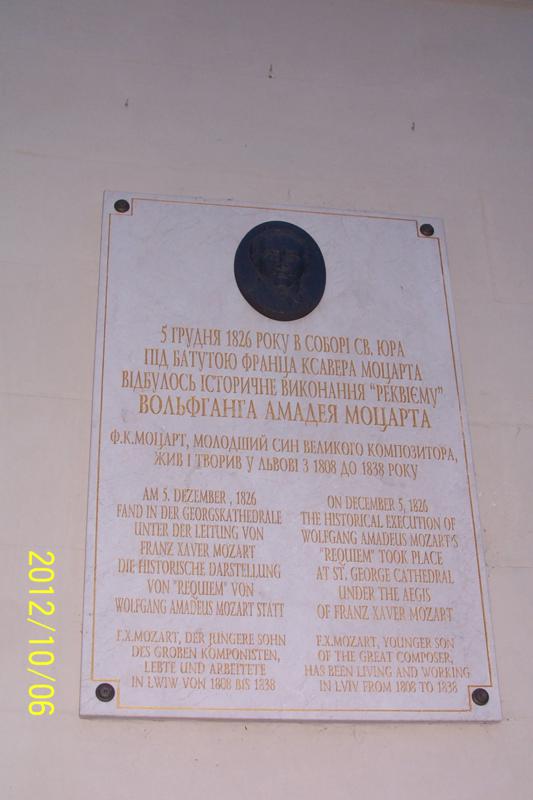 5 ГРУДНЯ 1826 РОКУ В СОБОРІ СВ. ЮРА
ПІД БАТУТОЮ ФРАНЦА КСАВЕРА МОЦАРТА
ВІДБУЛОСЬ ІСТОРИЧНЕ ВИКОНАННЯ "РЕКВІЄМУ"
ВОЛЬФГАНГА АМАДЕЯ МОЦАРТА
Ф.К.МОЦАРТ, МОЛОДШИЙ СИН ВЕЛИКОГО КОМПОЗИТОРА,
ЖИВ І ТВОРИВ У ЛЬВОВІ З 1808 ДО 1838 РОКУ
AM 5. DEZEMBER , 1826
FAND IN DER GEORGSKATHEDRALE
UNTER DER LEITUNG VON
FRANZ XAVER MOZART
DIE HISTORISCHE DARSTELLUNG
VON "REQUIEM" VON
WOLFGANG AMADEUS MOZART STATT
F.X.MOZART, DER JUNGERE SOHN
DES GROBEN KOMPONISTEN,
LEBTE UND ARBEITETE
IN LWIW VON 1808 BIS 1838
ON DECEMBER 5, 1826
THE HISTORICAL EXECUTION OF
WOLFGANG AMADEUS MOZART'S
"REQUIEM" TOOK PLACE
AT ST. GEORGE CATHEDRAL
UNDER THE AEGIS
OF FRANZ XAVER MOZART
F.X.MOZART, YOUNGER SON
OF THE GREAT COMPOSER,
HAS BEEN LIVING AND WORKING
IN LVIV FROM 1808 TO 1838
2012/10/06